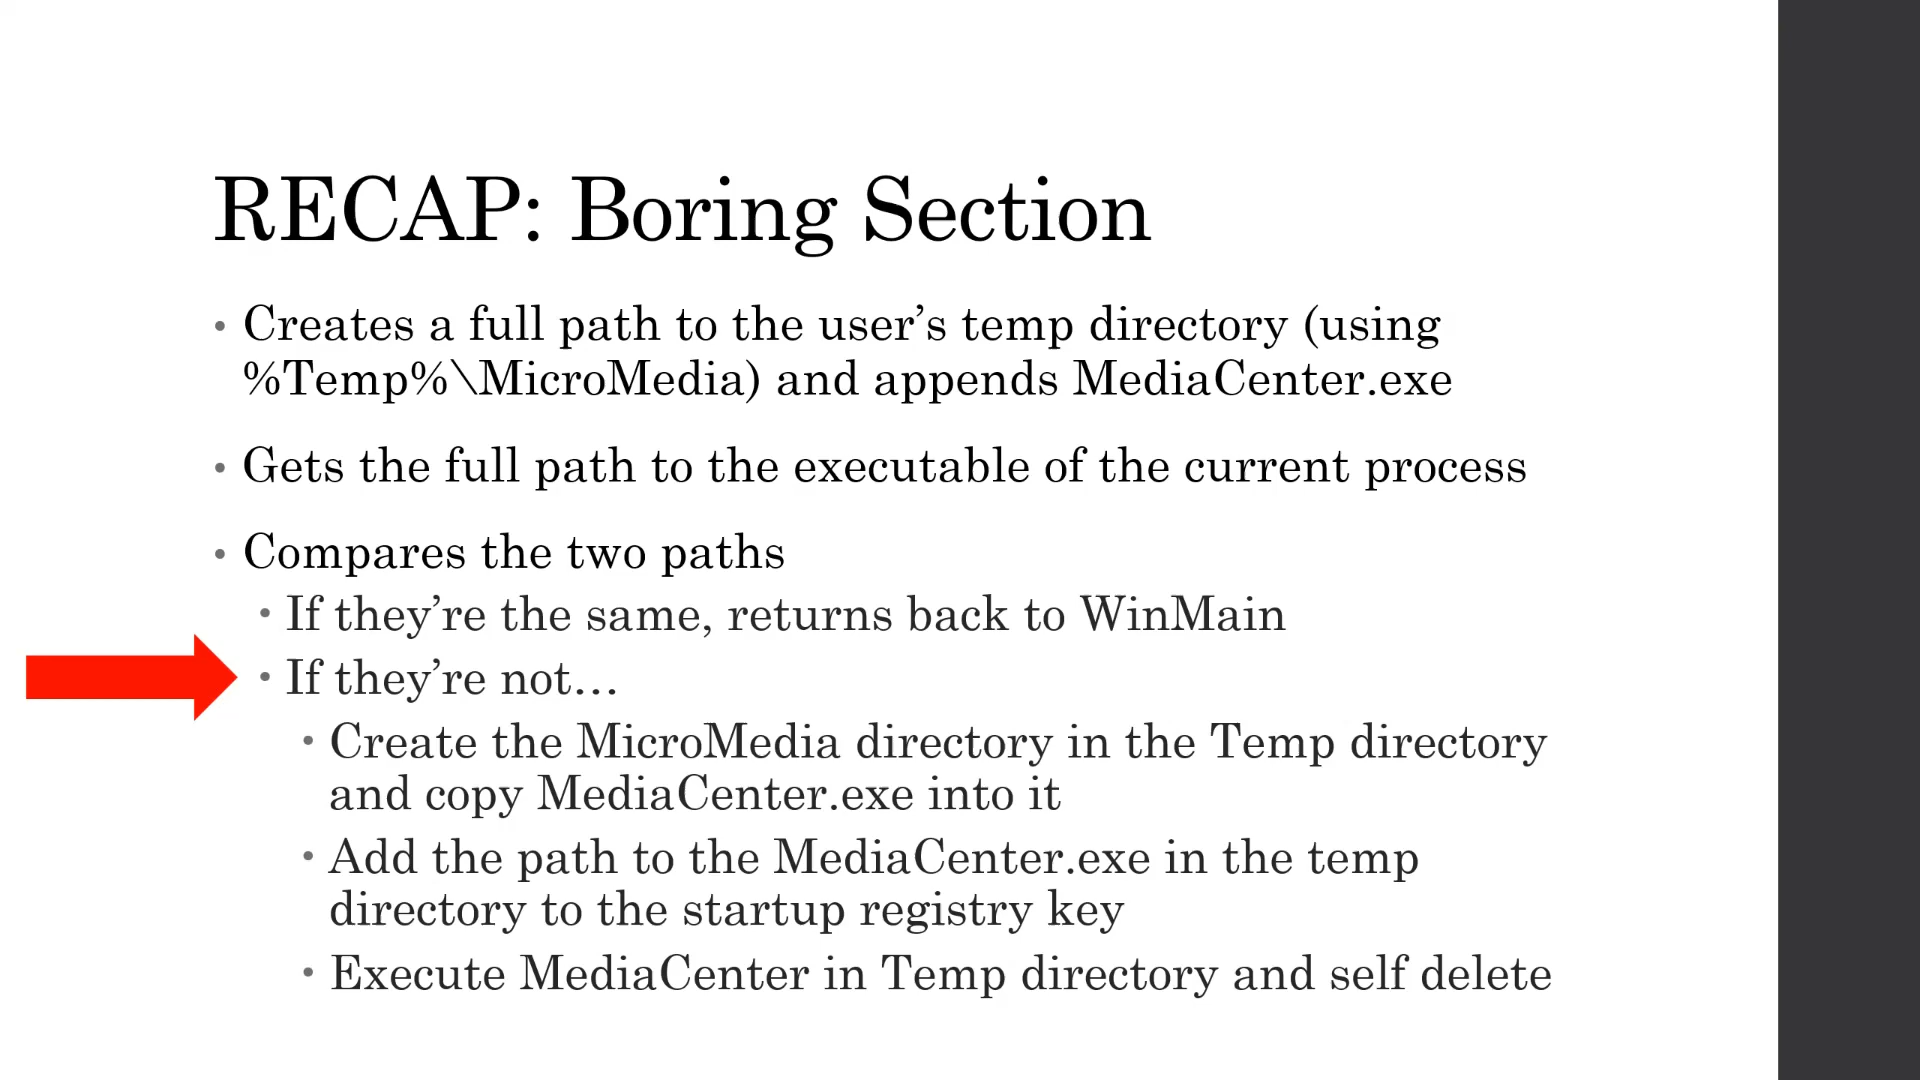 RECAP: Boring Section
• Creates a full path to the user’s temp directory (using
%Temp%\MicroMedia) and appends MediaCenter.exe
• Gets the full path to the executable of the current process
• Compares the two paths
• If they’re the same, returns back to WinMain
• If they’re not…
• Create the MicroMedia directory in the Temp directory
and copy MediaCenter.exe into it
• Add the path to the MediaCenter.exe in the temp
directory to the startup registry key
• Execute MediaCenter in Temp directory and self delete